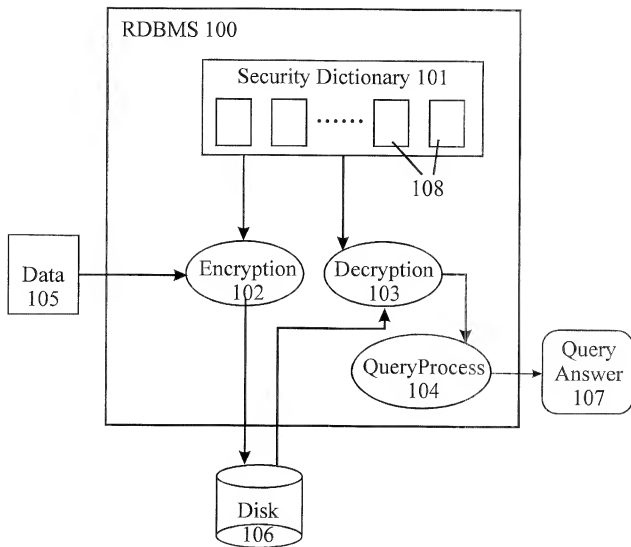 RDBMS 100
Security Dictionary 101
......
108
Data
105
Encryption
102
Decryption
103
QueryProcess
104
Query
Answer
107
Disk
106